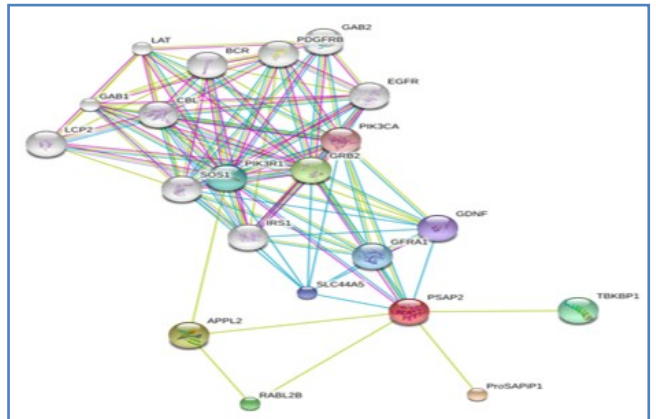 GAB2
LAT
PDGFRB
BCR
EGFR
GAB1
CBL
PIK3CA
LCP2
GRB2
PIK3R1
SOS1
GDNF
IRS1
GFRA1
SLC44A5
PSAP2
TBKBP1
APPL2
ProSAPiP1
RABL2B